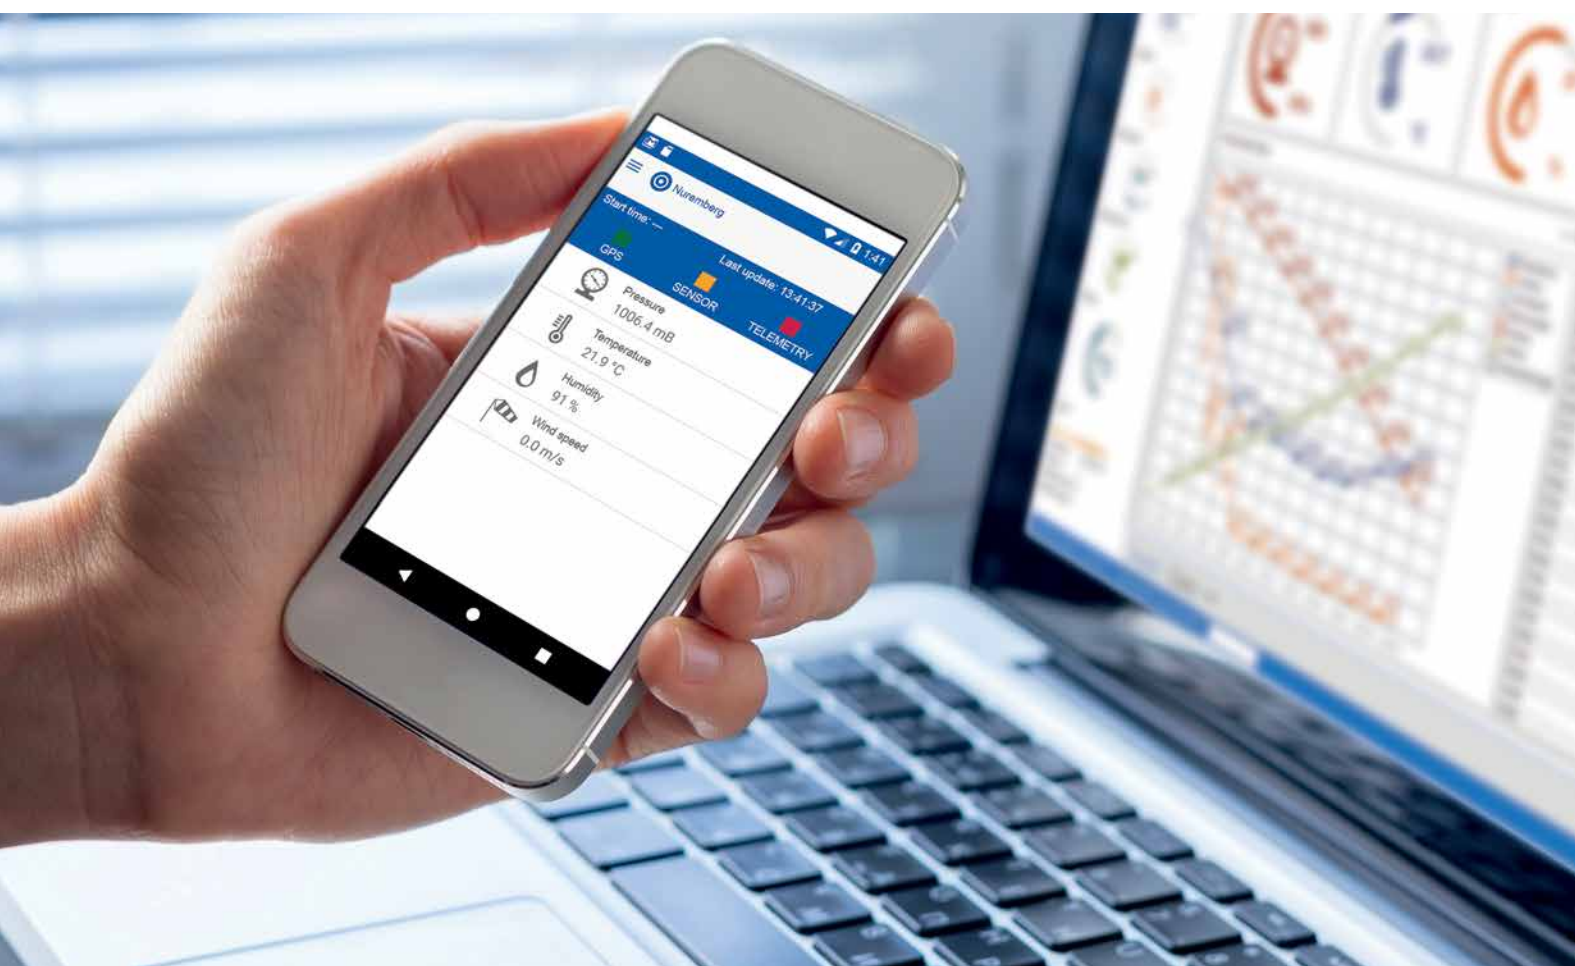 1:41
Nuremberg
Start time: --
Last update: 13:41:37
GPS
SENSOR
TELEMETRY
Pressure
1006.4 mB
Temperature
21.9 °C
Humidity
91 %
Wind speed
0.0 m/s